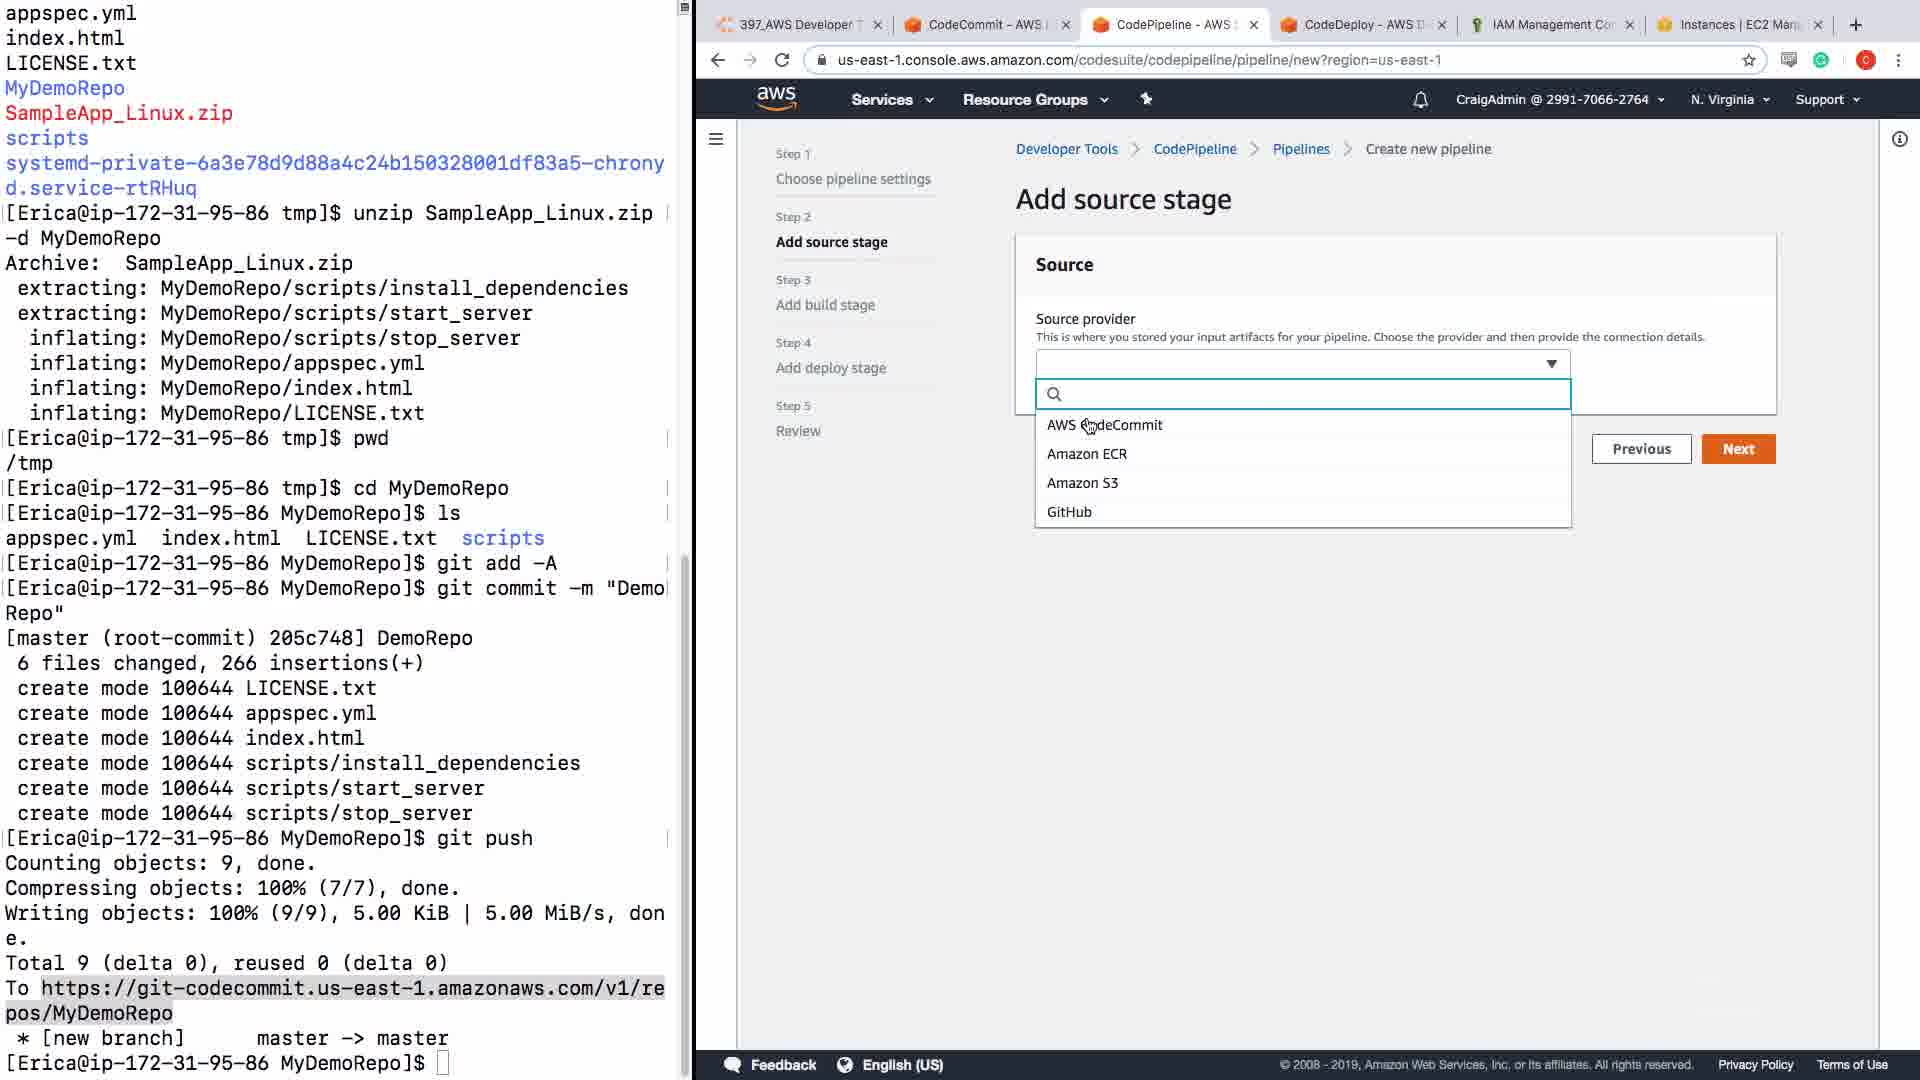 appspec.yml
index.html
LICENSE.txt
MyDemoRepo
SampleApp_Linux.zip
scripts
systemd-private-6a3e78d9d88a4c24b150328001df83a5-chrony
d.service-rtRHuq
[Erica@ip-172-31-95-86 tmp]$ unzip SampleApp_Linux.zip
-d MyDemoRepo
Archive:  SampleApp_Linux.zip
 extracting: MyDemoRepo/scripts/install_dependencies
 extracting: MyDemoRepo/scripts/start_server
  inflating: MyDemoRepo/scripts/stop_server
  inflating: MyDemoRepo/appspec.yml
  inflating: MyDemoRepo/index.html
  inflating: MyDemoRepo/LICENSE.txt
[Erica@ip-172-31-95-86 tmp]$ pwd
/tmp
[Erica@ip-172-31-95-86 tmp]$ cd MyDemoRepo
[Erica@ip-172-31-95-86 MyDemoRepo]$ ls
appspec.yml  index.html  LICENSE.txt  scripts
[Erica@ip-172-31-95-86 MyDemoRepo]$ git add -A
[Erica@ip-172-31-95-86 MyDemoRepo]$ git commit -m "Demo
Repo"
[master (root-commit) 205c748] DemoRepo
 6 files changed, 266 insertions(+)
 create mode 100644 LICENSE.txt
 create mode 100644 appspec.yml
 create mode 100644 index.html
 create mode 100644 scripts/install_dependencies
 create mode 100644 scripts/start_server
 create mode 100644 scripts/stop_server
[Erica@ip-172-31-95-86 MyDemoRepo]$ git push
Counting objects: 9, done.
Compressing objects: 100% (7/7), done.
Writing objects: 100% (9/9), 5.00 KiB | 5.00 MiB/s, don
e.
Total 9 (delta 0), reused 0 (delta 0)
To https://git-codecommit.us-east-1.amazonaws.com/v1/re
pos/MyDemoRepo
 * [new branch]      master -> master
[Erica@ip-172-31-95-86 MyDemoRepo]$
397_AWS Developer T
CodeCommit - AWS
CodePipeline - AWS
CodeDeploy - AWS D
IAM Management Con
Instances | EC2 Man
us-east-1.console.aws.amazon.com/codesuite/codepipeline/pipeline/new?region=us-east-1
C
aws
Services
Resource Groups
CraigAdmin @ 2991-7066-2764
N. Virginia
Support
Step 1
Choose pipeline settings
Step 2
Add source stage
Step 3
Add build stage
Step 4
Add deploy stage
Step 5
Review
Developer Tools > CodePipeline > Pipelines > Create new pipeline
Add source stage
Source
Source provider
This is where you stored your input artifacts for your pipeline. Choose the provider and then provide the connection details.
AWS CodeCommit
Amazon ECR
Amazon S3
GitHub
Previous
Next
Feedback
English (US)
© 2008 - 2019, Amazon Web Services, Inc. or its affiliates. All rights reserved.
Privacy Policy
Terms of Use